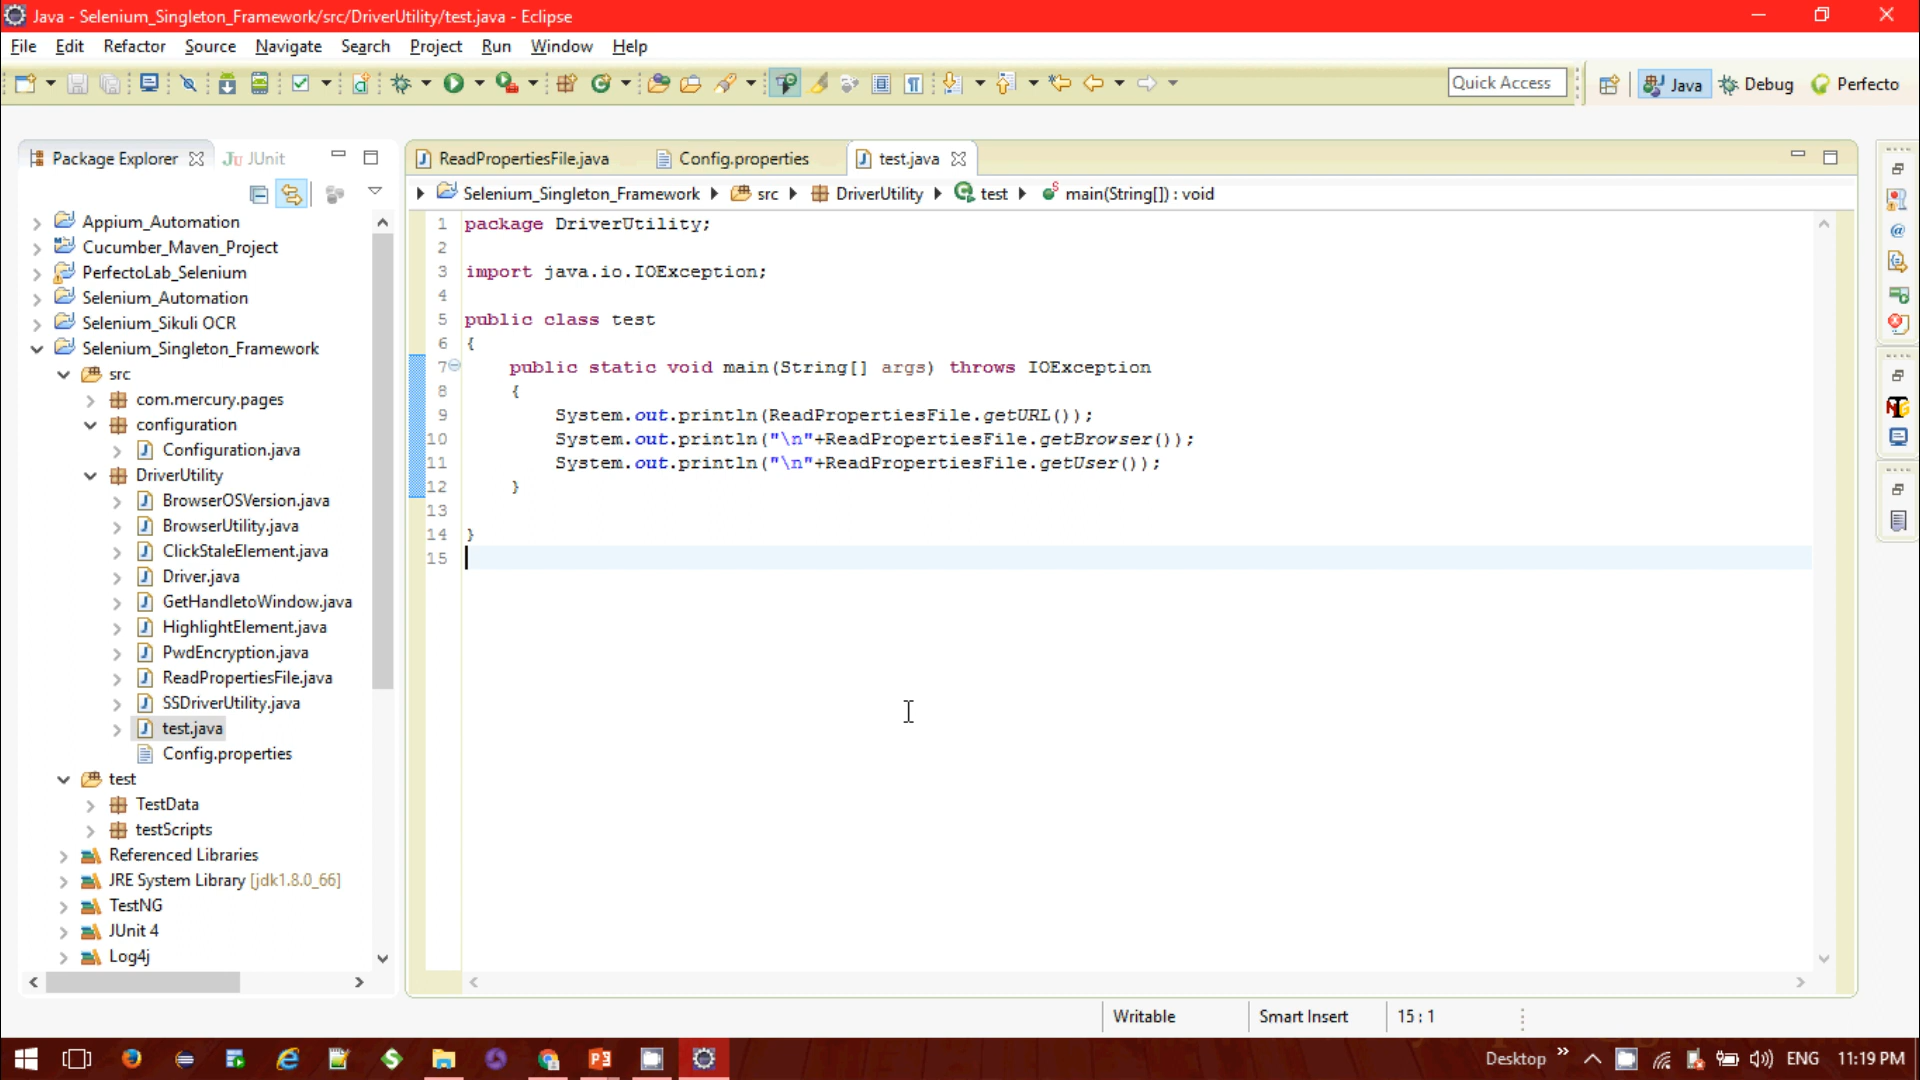 Java - Selenium_Singleton_Framework/src/DriverUtility/test.java - Eclipse
File Edit Refactor Source Navigate Search Project Run Window Help
Quick Access
Java
Debug
Perfecto
Package Explorer
JUnit
ReadPropertiesFile.java
Config.properties
test.java
Selenium_Singleton_Framework
src
DriverUtility
test
main(String[]) : void
Appium_Automation
Cucumber_Maven_Project
PerfectoLab_Selenium
Selenium_Automation
Selenium_Sikuli OCR
Selenium_Singleton_Framework
src
com.mercury.pages
configuration
Configuration.java
DriverUtility
BrowserOSVersion.java
BrowserUtility.java
ClickStaleElement.java
Driver.java
GetHandletoWindow.java
HighlightElement.java
PwdEncryption.java
ReadPropertiesFile.java
SSDriverUtility.java
test.java
Config.properties
test
TestData
testScripts
Referenced Libraries
JRE System Library [jdk1.8.0_66]
TestNG
JUnit 4
Log4j
1 package DriverUtility;
2
3 import java.io.IOException;
4
5 public class test
6 {
7 public static void main(String[] args) throws IOException
8 {
9 System.out.println(ReadPropertiesFile.getURL());
10 System.out.println("\n"+ReadPropertiesFile.getBrowser());
11 System.out.println("\n"+ReadPropertiesFile.getUser());
12 }
13
14 }
15
Writable
Smart Insert
15 : 1
Desktop
ENG
11:19 PM